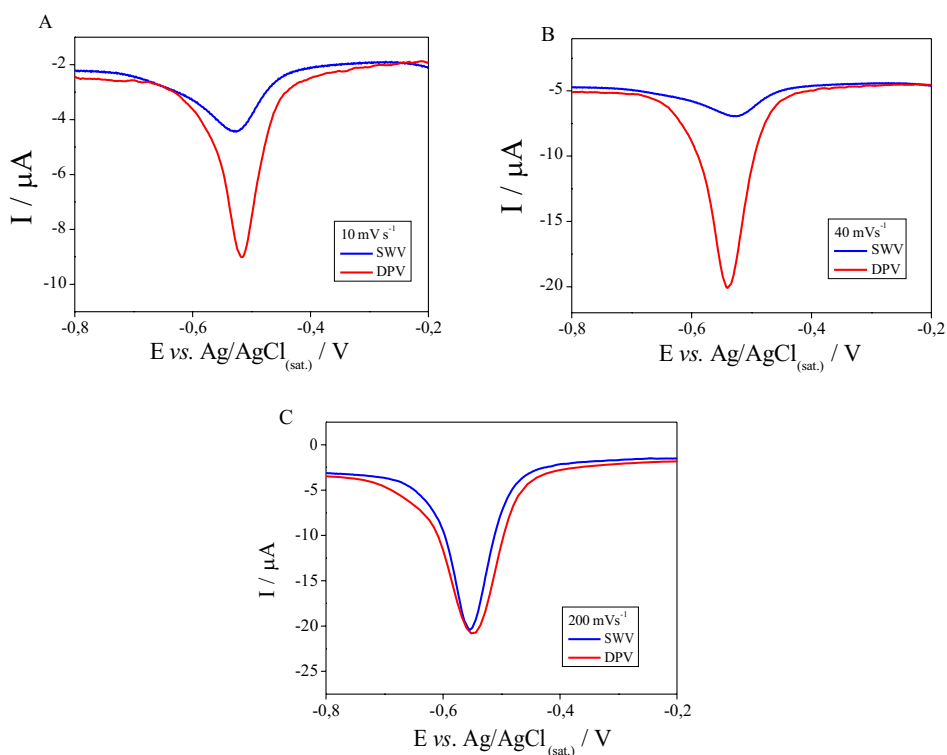 A
-2
-4
-6
-8
-10
I / μA
10 mV s⁻¹
SWV
DPV
-0,8 -0,6 -0,4 -0,2
E vs. Ag/AgCl(sat.) / V
B
-5
-10
-15
-20
I / μA
40 mVs⁻¹
SWV
DPV
-0,8 -0,6 -0,4 -0,2
E vs. Ag/AgCl(sat.) / V
C
0
-5
-10
-15
-20
-25
I / μA
200 mVs⁻¹
SWV
DPV
-0,8 -0,6 -0,4 -0,2
E vs. Ag/AgCl(sat.) / V